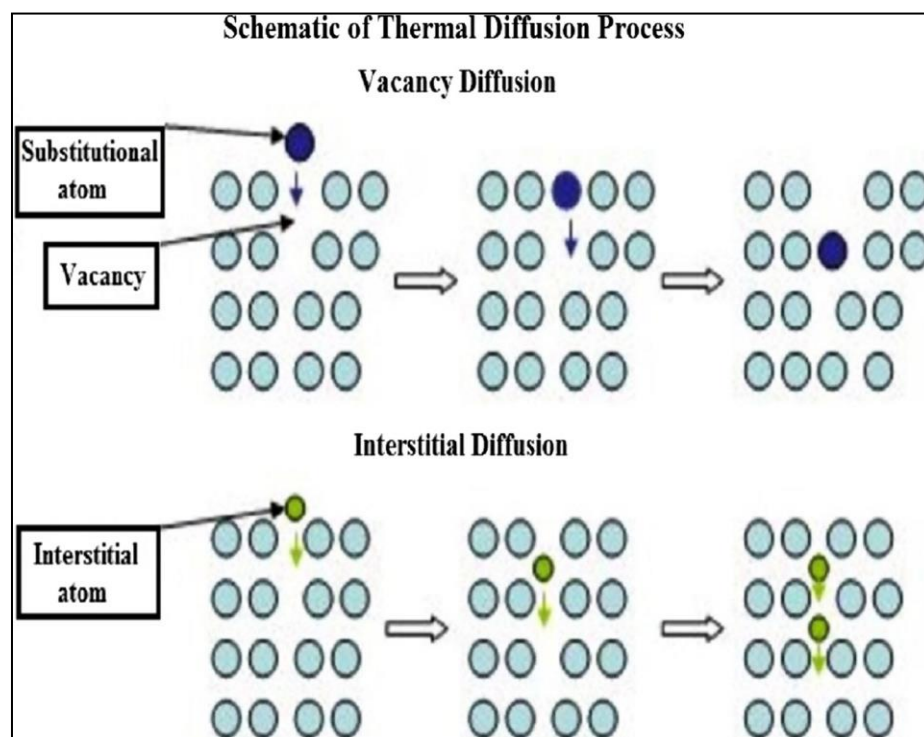 Schematic of Thermal Diffusion Process
Vacancy Diffusion
Substitutional
atom
Vacancy
Interstitial Diffusion
Interstitial
atom